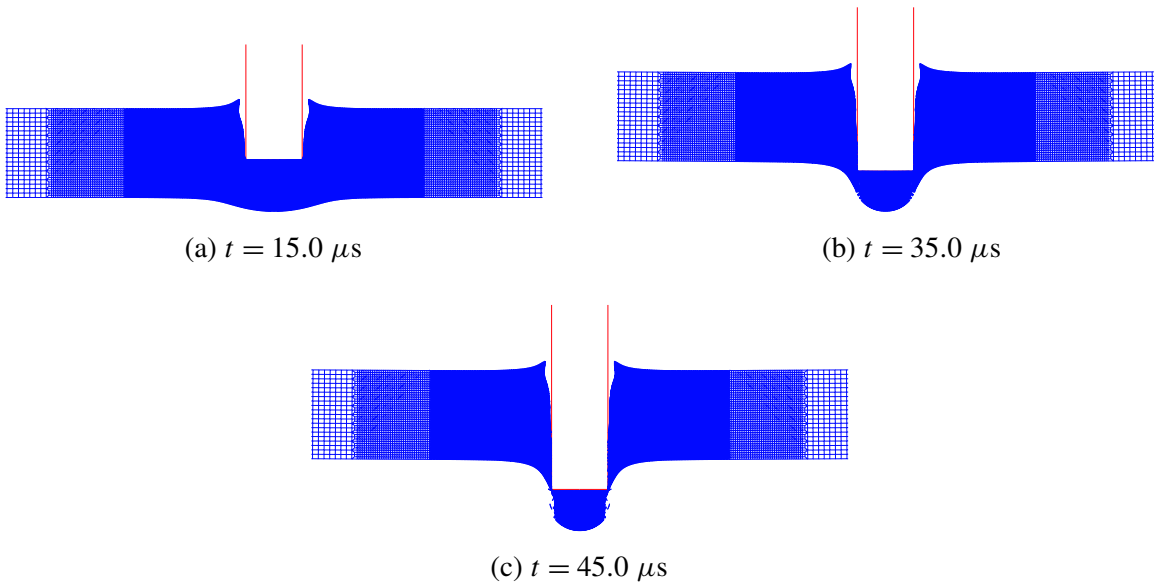 (a) t = 15.0 μs
(b) t = 35.0 μs
(c) t = 45.0 μs